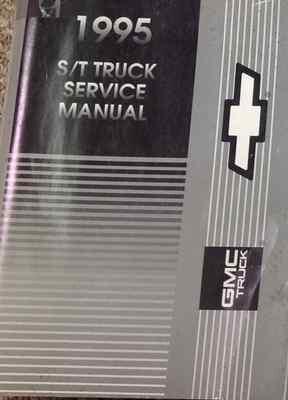 1995
S/T TRUCK
SERVICE
MANUAL
GMC
TRUCK